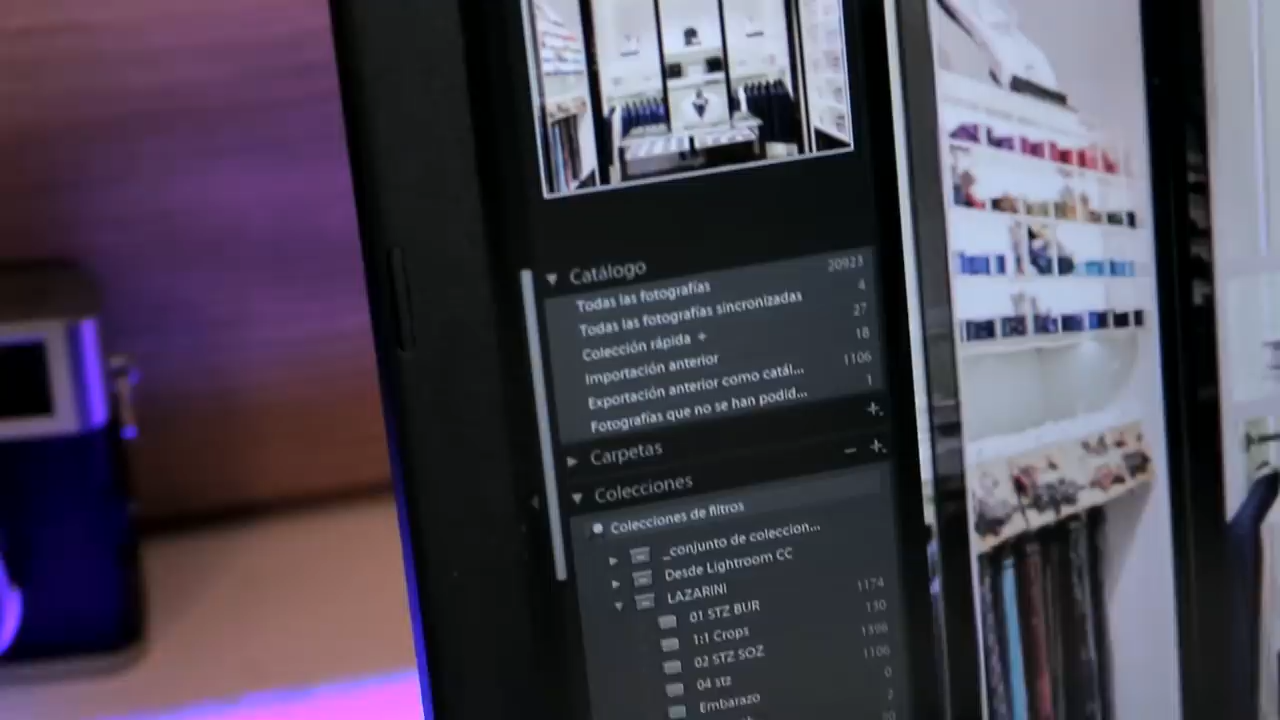 Catálogo
Todas las fotografías 20923
Todas las fotografías sincronizadas 4
Colección rápida + 27
Importación anterior 18
Exportación anterior como catál... 1106
Fotografías que no se han podid... 1
Carpetas
Colecciones
Colecciones de filtros
_conjunto de coleccion...
Desde Lightroom CC
LAZARINI
01 STZ BUR 1174
1:1 Crops 130
02 STZ SOZ 1398
04 stz 1106
Embarazo 0